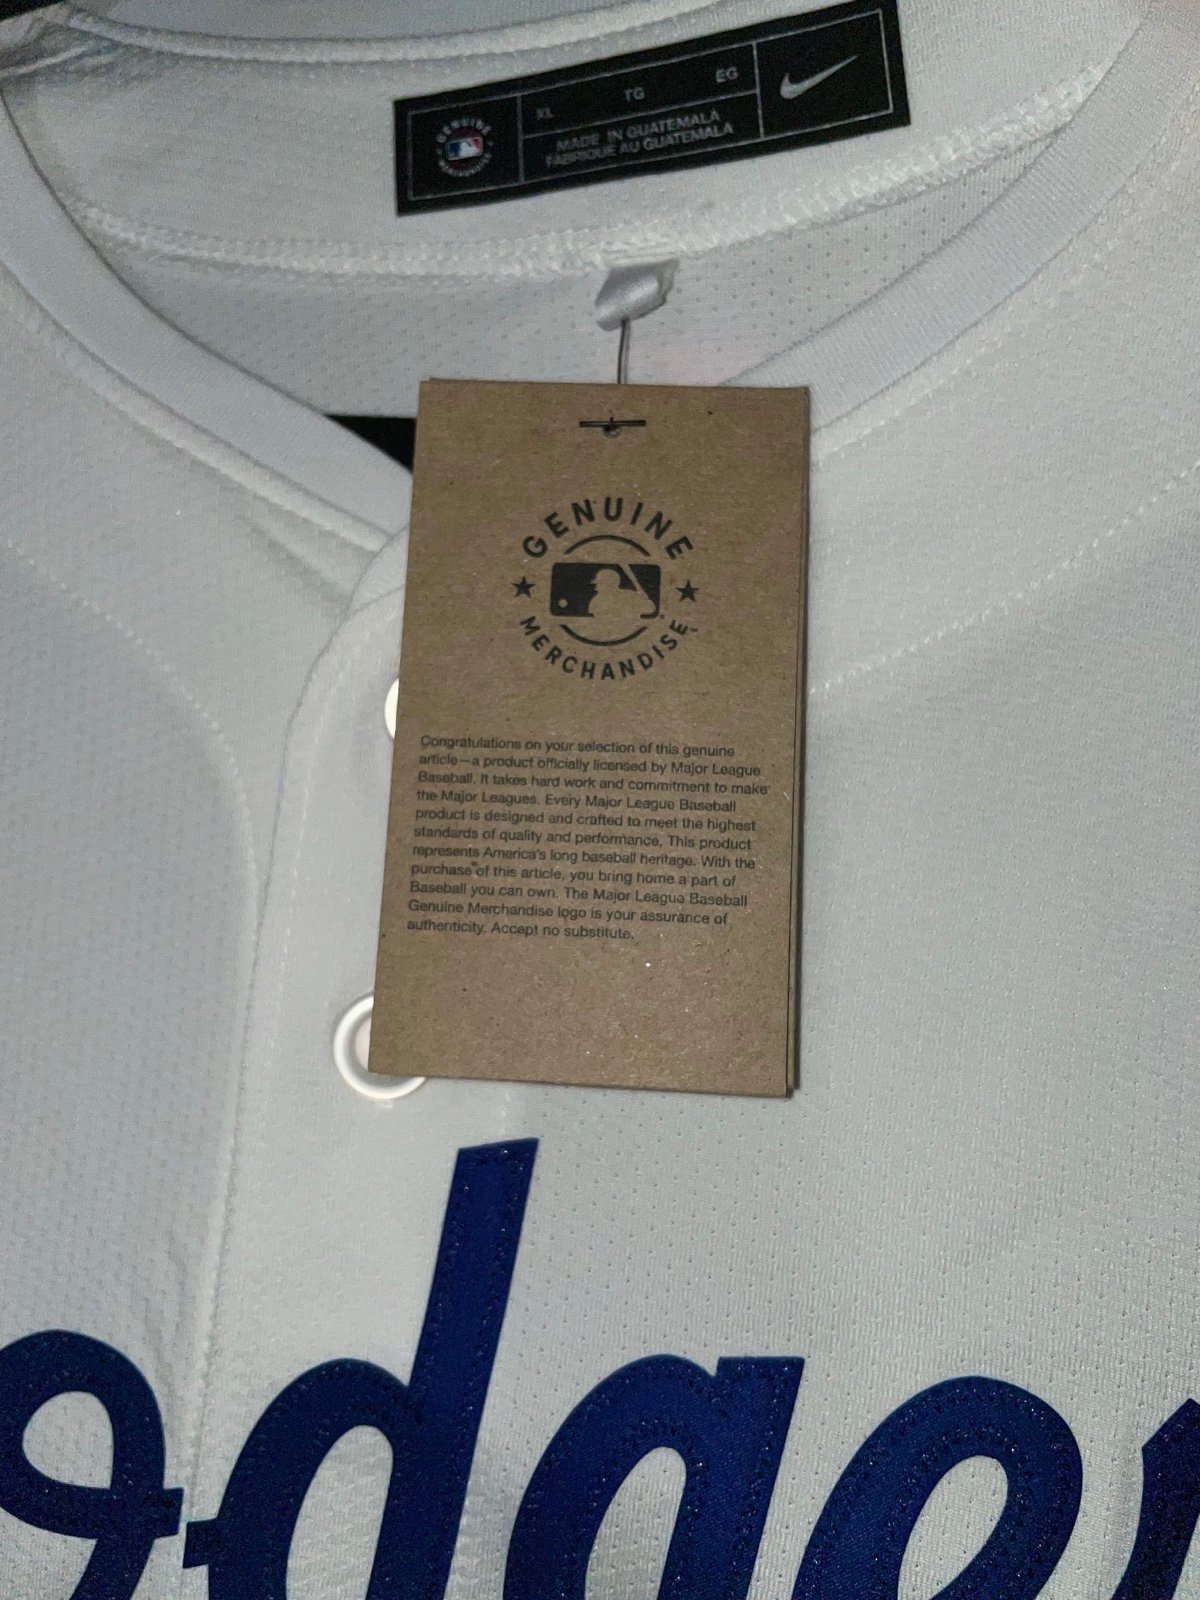 GENUINE
MERCHANDISE
XL TG EG
MADE IN GUATEMALA
FABRIQUÉ AU GUATEMALA
GENUINE
MERCHANDISE™
Congratulations on your selection of this genuine
article—a product officially licensed by Major League
Baseball. It takes hard work and commitment to make
the Major Leagues. Every Major League Baseball
product is designed and crafted to meet the highest
standards of quality and performance. This product
represents America's long baseball heritage. With the
purchase of this article, you bring home a part of
Baseball you can own. The Major League Baseball
Genuine Merchandise logo is your assurance of
authenticity. Accept no substitute.
odger